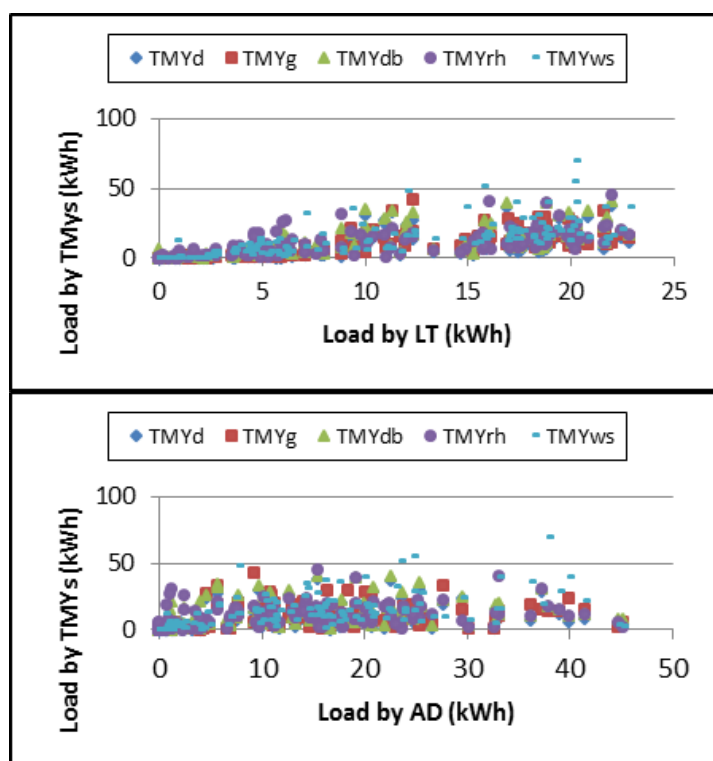 TMYd TMYg TMYdb TMYrh TMYws
Load by TMys (kWh)
100
50
0
0 5 10 15 20 25
Load by LT (kWh)
TMYd TMYg TMYdb TMYrh TMYws
Load by TMYs (kWh)
100
50
0
0 10 20 30 40 50
Load by AD (kWh)